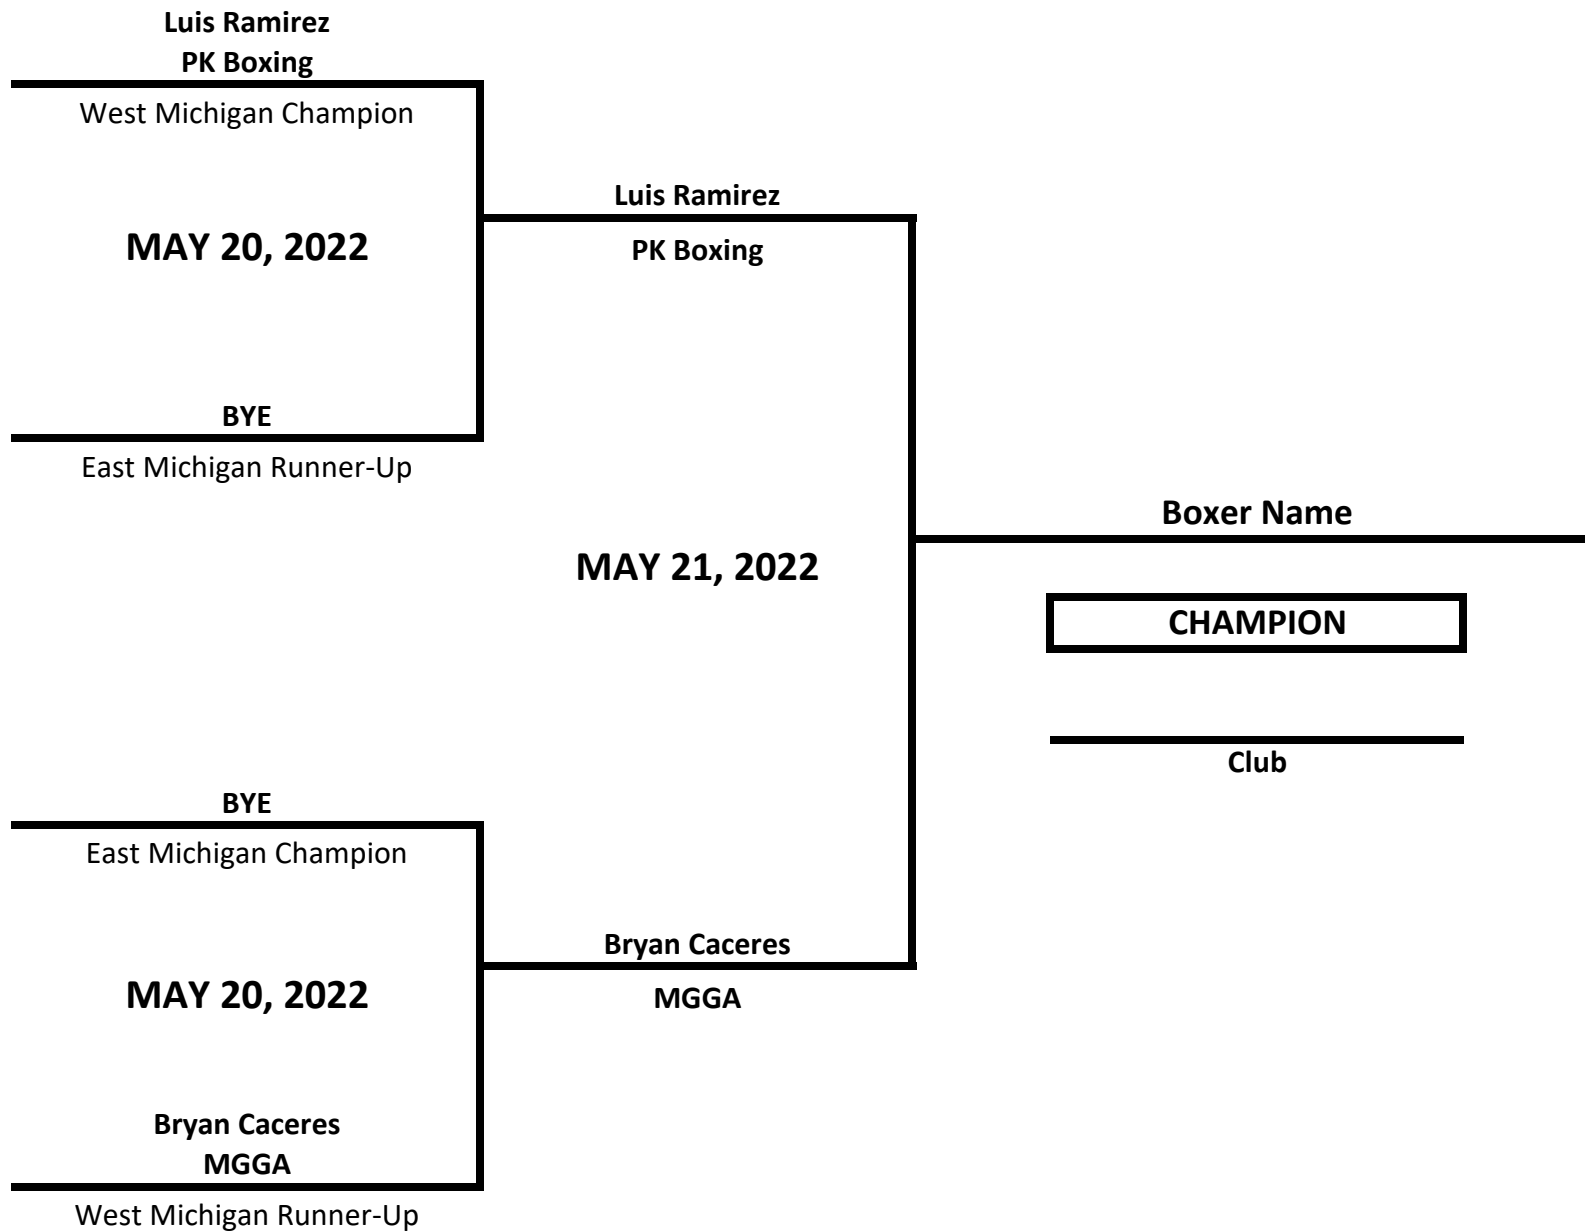 Luis Ramirez
PK Boxing
West Michigan Champion
MAY 20, 2022
BYE
East Michigan Runner-Up
Luis Ramirez
PK Boxing
MAY 21, 2022
Boxer Name
CHAMPION
Club
BYE
East Michigan Champion
MAY 20, 2022
Bryan Caceres
MGGA
West Michigan Runner-Up
Bryan Caceres
MGGA